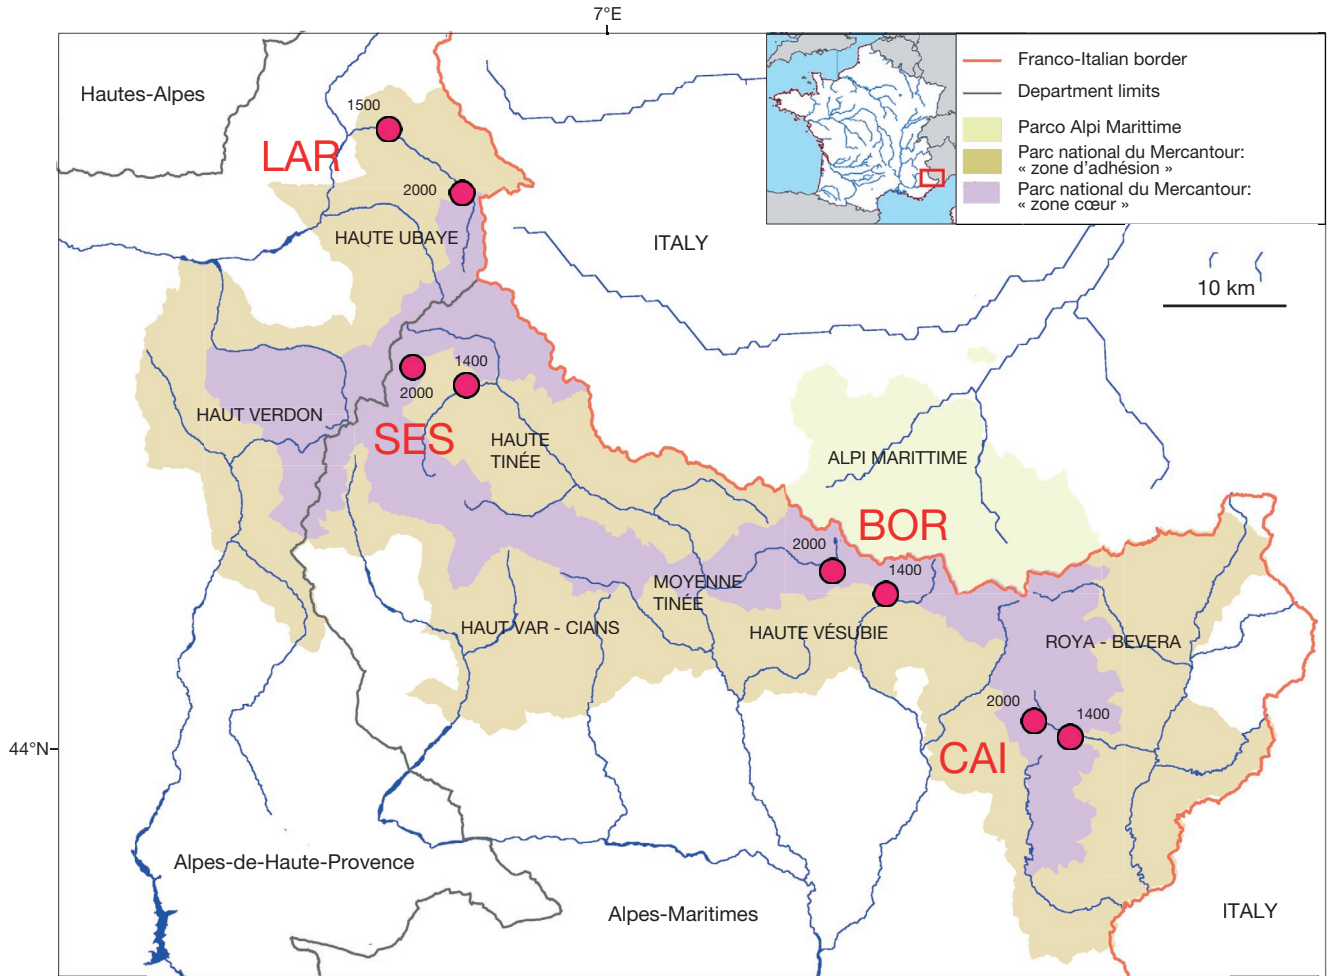 7°E
Hautes-Alpes
Franco-Italian border
Department limits
Parco Alpi Marittime
Parc national du Mercantour:
« zone d'adhésion »
Parc national du Mercantour:
« zone cœur »
1500
LAR
2000
HAUTE UBAYE
ITALY
10 km
1400
2000
HAUT VERDON
SES
HAUTE
TINÉE
ALPI MARITTIME
BOR
2000
1400
MOYENNE
TINÉE
HAUT VAR - CIANS
HAUTE VÉSUBIE
ROYA - BEVERA
2000
1400
44°N
CAI
Alpes-de-Haute-Provence
Alpes-Maritimes
ITALY